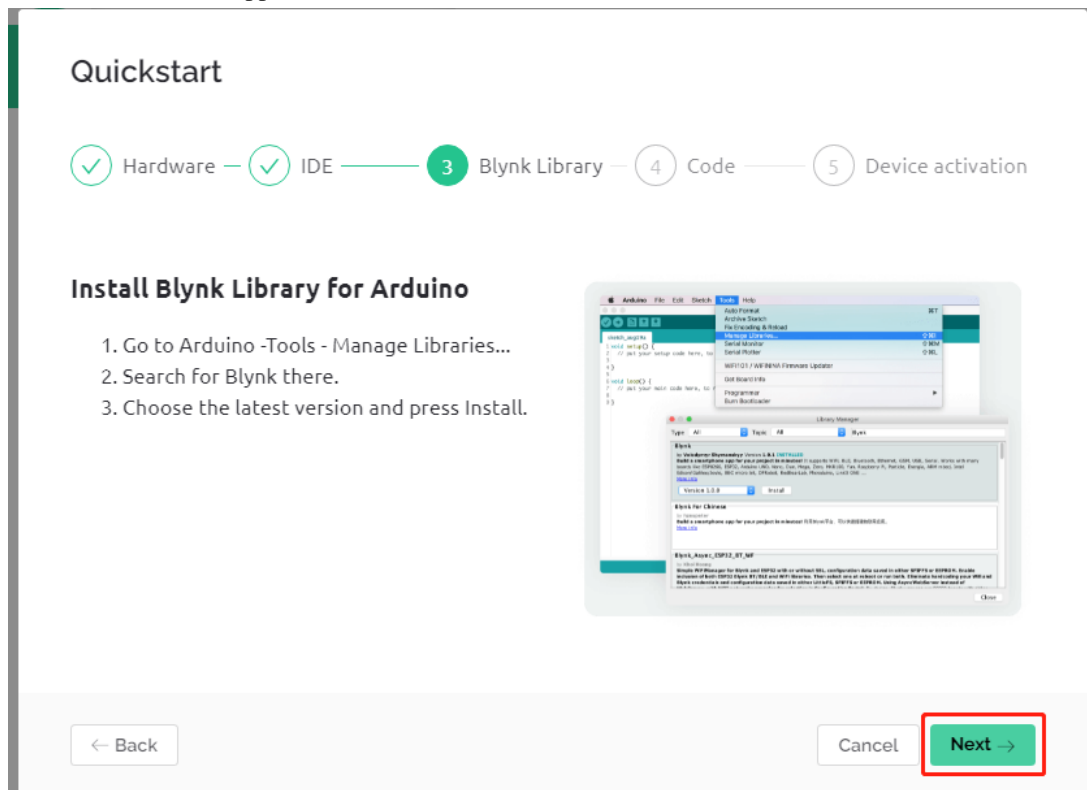 Quickstart
Hardware
IDE
3 Blynk Library
4 Code
5 Device activation
Install Blynk Library for Arduino
1. Go to Arduino -Tools - Manage Libraries...
2. Search for Blynk there.
3. Choose the latest version and press Install.
Arduino File Edit Sketch Tools Help
Auto Format
Archive Sketch
Fix Encoding & Reload
Manage Libraries...
Serial Monitor
Serial Plotter
WiFi101 / WiFiNINA Firmware Updater
Get Board Info
Programmer
Burn Bootloader
Library Manager
Type All Topic All Blynk
Blynk
Install
More info
Blynk For Chinese
More info
Blynk_Async_ESP32_BT_WF
Close
← Back
Cancel
Next →